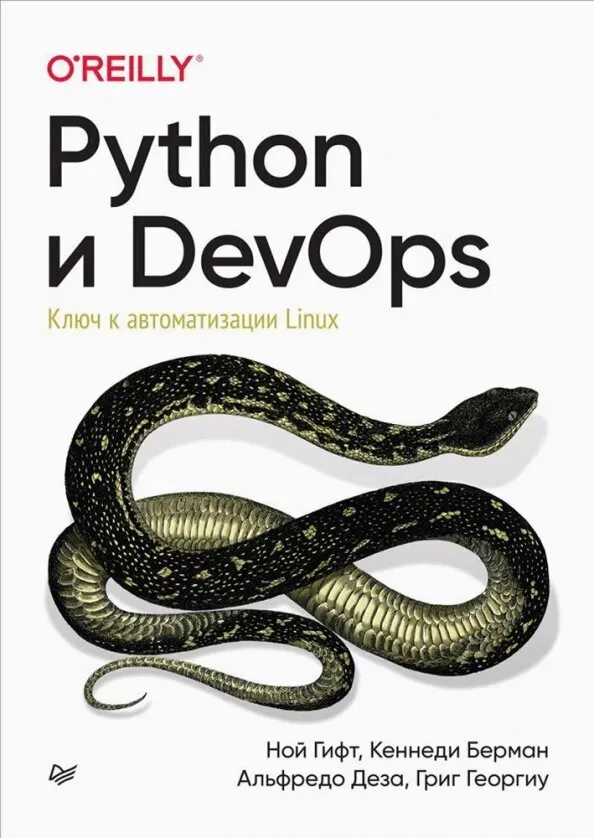 O'REILLY®
Python
и DevOps
Ключ к автоматизации Linux
Ной Гифт, Кеннеди Берман
Альфредо Деза, Григ Георгиу